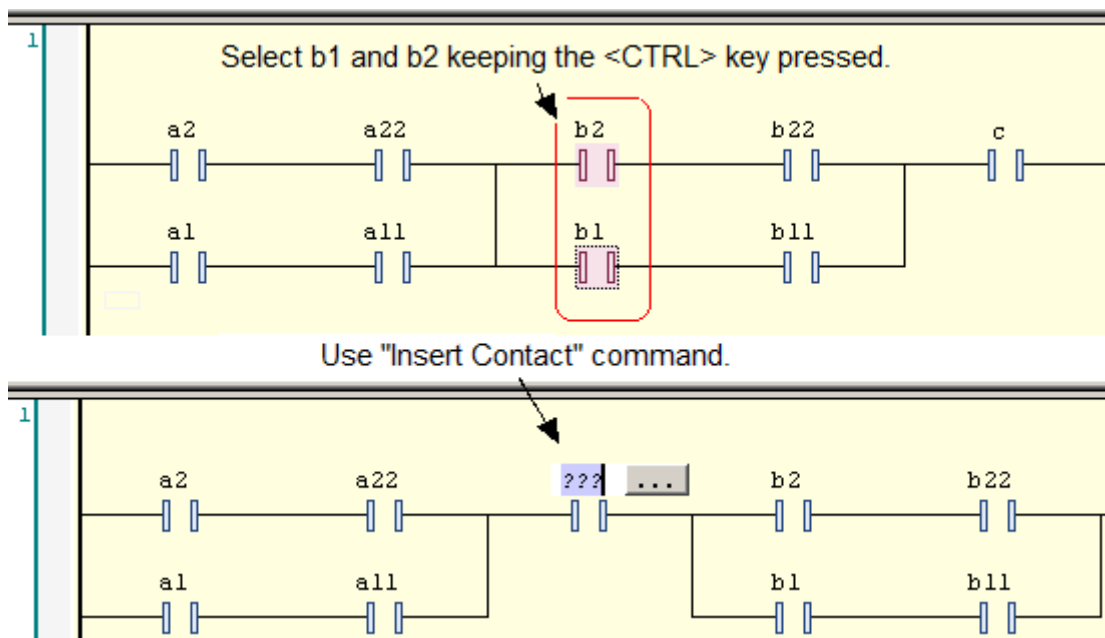 1
Select b1 and b2 keeping the <CTRL> key pressed.
a2 a22 b2 b22 c
a1 a11 b1 b11
Use "Insert Contact" command.
1
a2 a22 ??? ... b2 b22
a1 a11 b1 b11